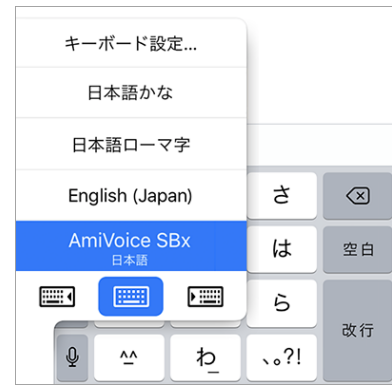 キーボード設定...
日本語かな
日本語ローマ字
English (Japan)
AmiVoice SBx
日本語
さ
は
空白
ら
改行
^^
わ_
、。?!